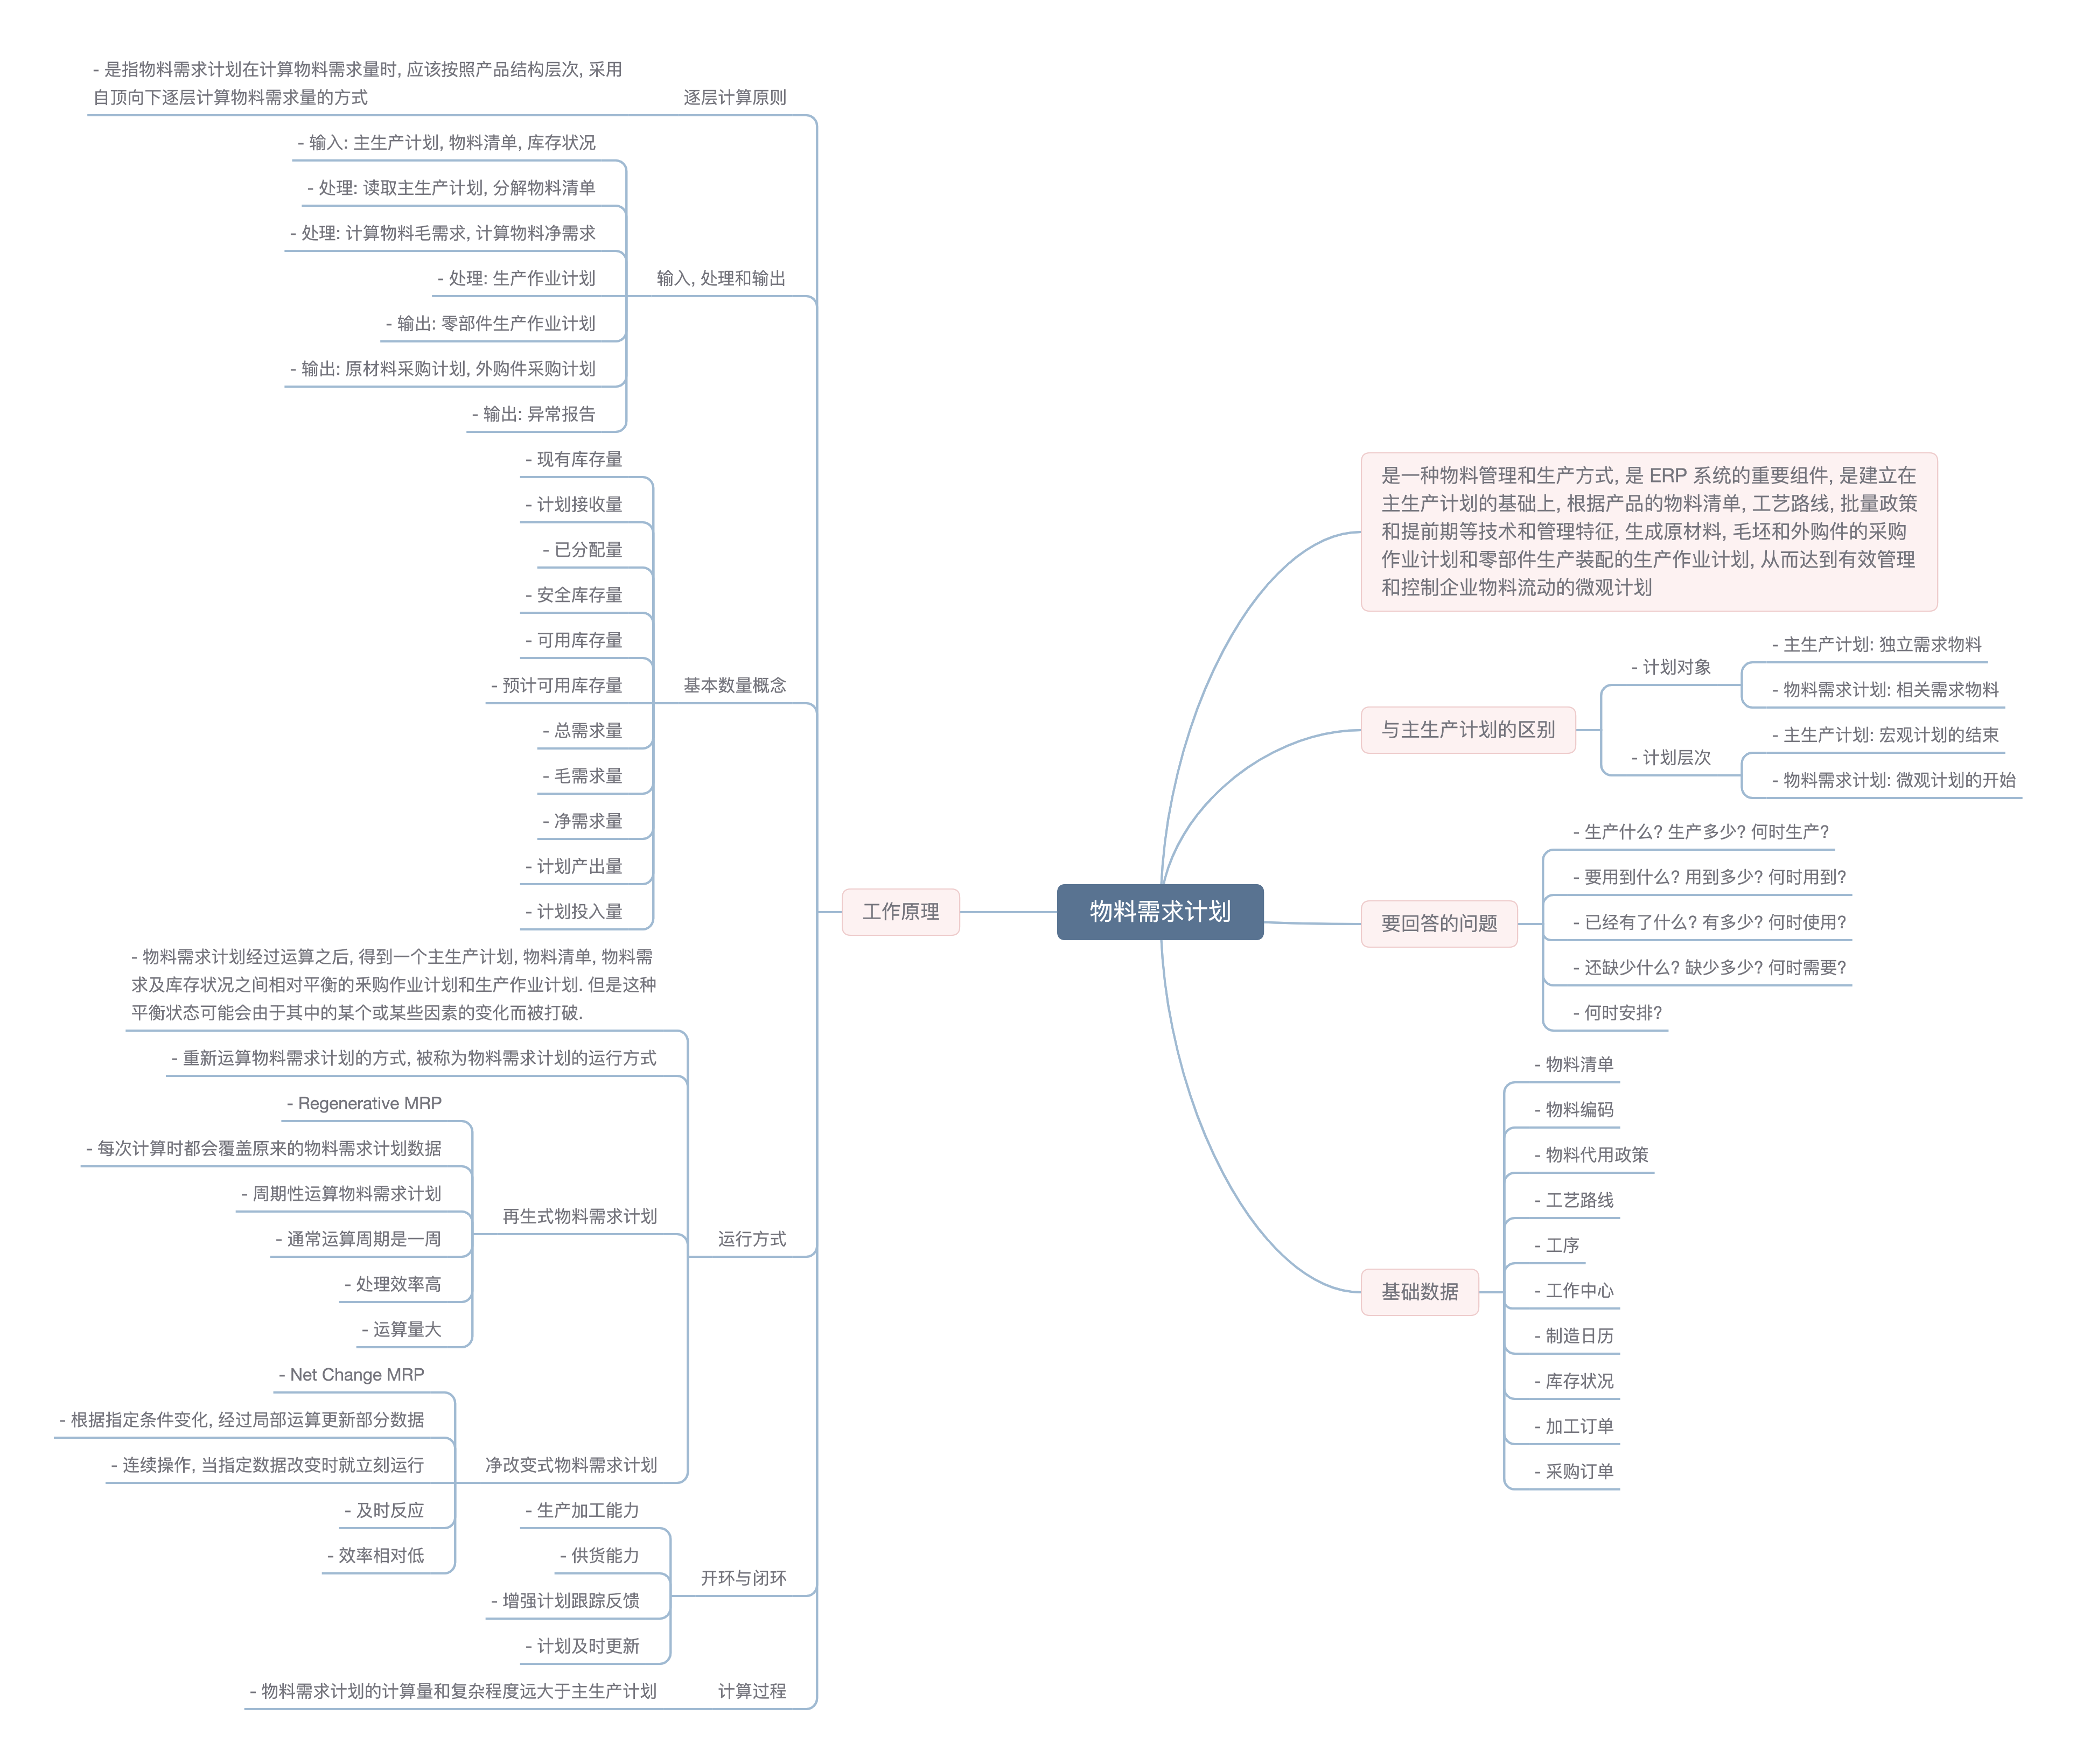 物料需求计划
是一种物料管理和生产方式, 是 ERP 系统的重要组件, 是建立在
主生产计划的基础上, 根据产品的物料清单, 工艺路线, 批量政策
和提前期等技术和管理特征, 生成原材料, 毛坯和外购件的采购
作业计划和零部件生产装配的生产作业计划, 从而达到有效管理
和控制企业物料流动的微观计划
与主生产计划的区别
- 计划对象
- 主生产计划: 独立需求物料
- 物料需求计划: 相关需求物料
- 计划层次
- 主生产计划: 宏观计划的结束
- 物料需求计划: 微观计划的开始
要回答的问题
- 生产什么? 生产多少? 何时生产?
- 要用到什么? 用到多少? 何时用到?
- 已经有了什么? 有多少? 何时使用?
- 还缺少什么? 缺少多少? 何时需要?
- 何时安排?
基础数据
- 物料清单
- 物料编码
- 物料代用政策
- 工艺路线
- 工序
- 工作中心
- 制造日历
- 库存状况
- 加工订单
- 采购订单
工作原理
逐层计算原则
- 是指物料需求计划在计算物料需求量时, 应该按照产品结构层次, 采用
自顶向下逐层计算物料需求量的方式
输入, 处理和输出
- 输入: 主生产计划, 物料清单, 库存状况
- 处理: 读取主生产计划, 分解物料清单
- 处理: 计算物料毛需求, 计算物料净需求
- 处理: 生产作业计划
- 输出: 零部件生产作业计划
- 输出: 原材料采购计划, 外购件采购计划
- 输出: 异常报告
基本数量概念
- 现有库存量
- 计划接收量
- 已分配量
- 安全库存量
- 可用库存量
- 预计可用库存量
- 总需求量
- 毛需求量
- 净需求量
- 计划产出量
- 计划投入量
运行方式
- 物料需求计划经过运算之后, 得到一个主生产计划, 物料清单, 物料需
求及库存状况之间相对平衡的釆购作业计划和生产作业计划. 但是这种
平衡状态可能会由于其中的某个或某些因素的变化而被打破.
- 重新运算物料需求计划的方式, 被称为物料需求计划的运行方式
再生式物料需求计划
- Regenerative MRP
- 每次计算时都会覆盖原来的物料需求计划数据
- 周期性运算物料需求计划
- 通常运算周期是一周
- 处理效率高
- 运算量大
净改变式物料需求计划
- Net Change MRP
- 根据指定条件变化, 经过局部运算更新部分数据
- 连续操作, 当指定数据改变时就立刻运行
- 及时反应
- 效率相对低
开环与闭环
- 生产加工能力
- 供货能力
- 增强计划跟踪反馈
- 计划及时更新
计算过程
- 物料需求计划的计算量和复杂程度远大于主生产计划